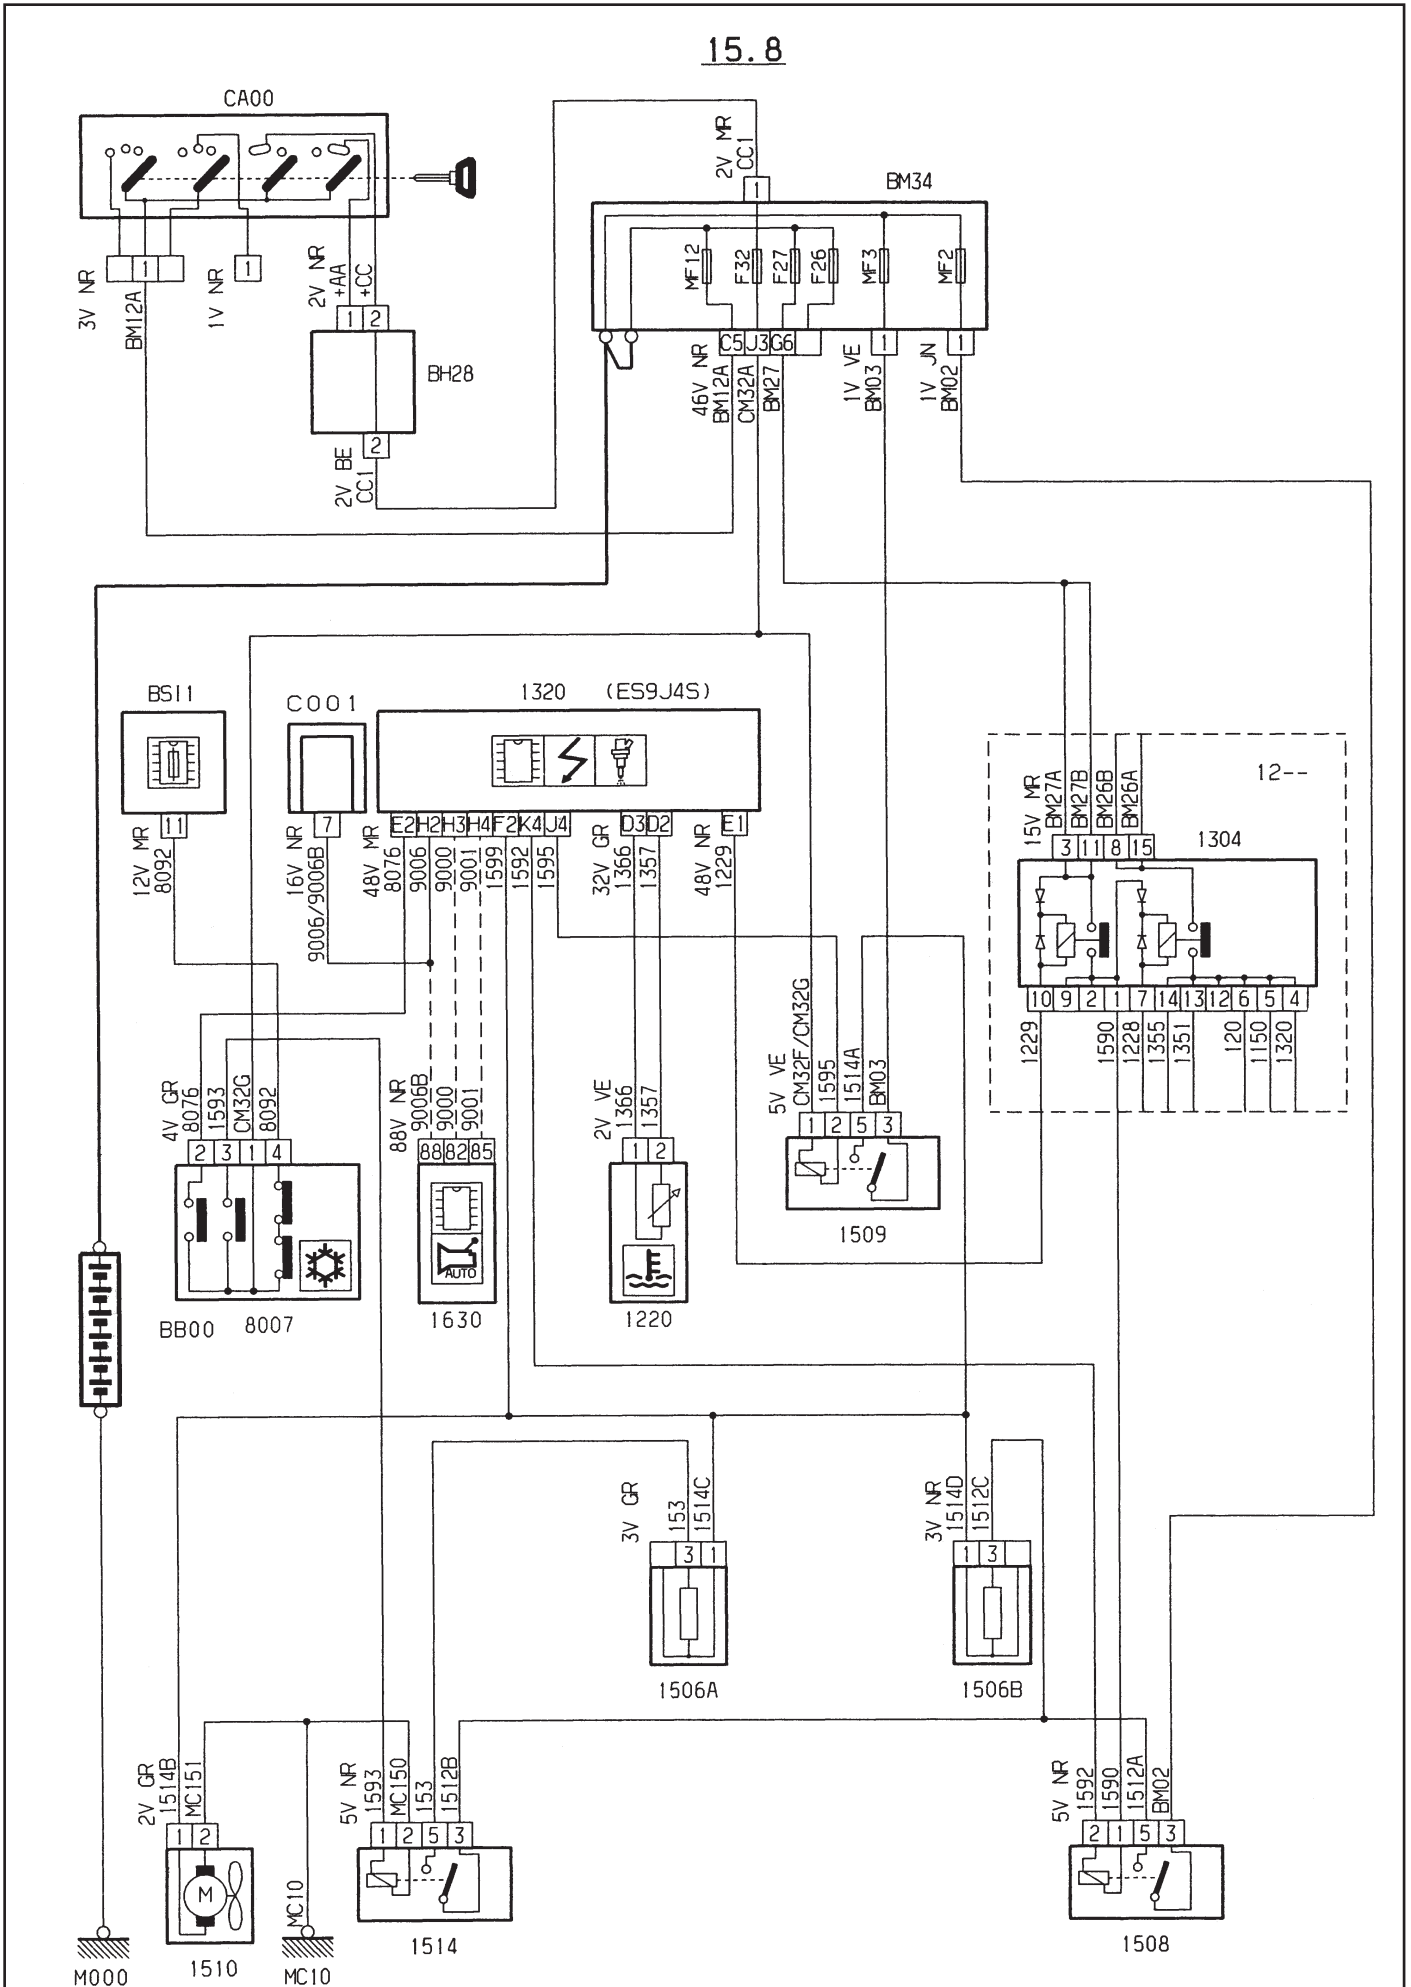 15.8
CA00
2V MR
CC1
1
BM34
MF12
F32
F27
F26
MF3
MF2
3V NR
1
BM12A
1V NR
1
2V NR
+AA
+CC
1 2
BH28
2
2V BE
CC1
C5 J3 G6
1
1
46V NR
BM12A
CM32A
BM27
1V VE
BM03
1V JN
BM02
BSI1
C001
1320 (ES9J4S)
12--
11
7
E2 H2 H3 H4 F2 K4 J4
D3 D2
E1
12V MR
8092
16V NR
9006/9006B
48V MR
8076
9006
9000
9001
1599
1592
1595
32V GR
1366
1357
48V NR
1229
15V MR
BM27A
BM27B
BM26B
BM26A
3 11 8 15
1304
10 9 2 1 7 14 13 12 6 5 4
1229
1590
1228
1355
1351
120
1150
1320
4V GR
8076
1593
CM32G
8092
2 3 1 4
88V NR
9006B
9000
9001
88 82 85
2V VE
1366
1357
1 2
5V VE
CM32F/CM32G
1595
1514A
BM03
1 2 5 3
AUTO
1509
BB00
8007
1630
1220
3V GR
153
1514C
3 1
3V NR
1514D
1512C
1 3
1506A
1506B
2V GR
1514B
MC151
1 2
M
5V NR
1593
MC150
153
1512B
1 2 5 3
5V NR
1592
1590
1512A
BM02
2 1 5 3
MC10
M000
1510
MC10
1514
1508